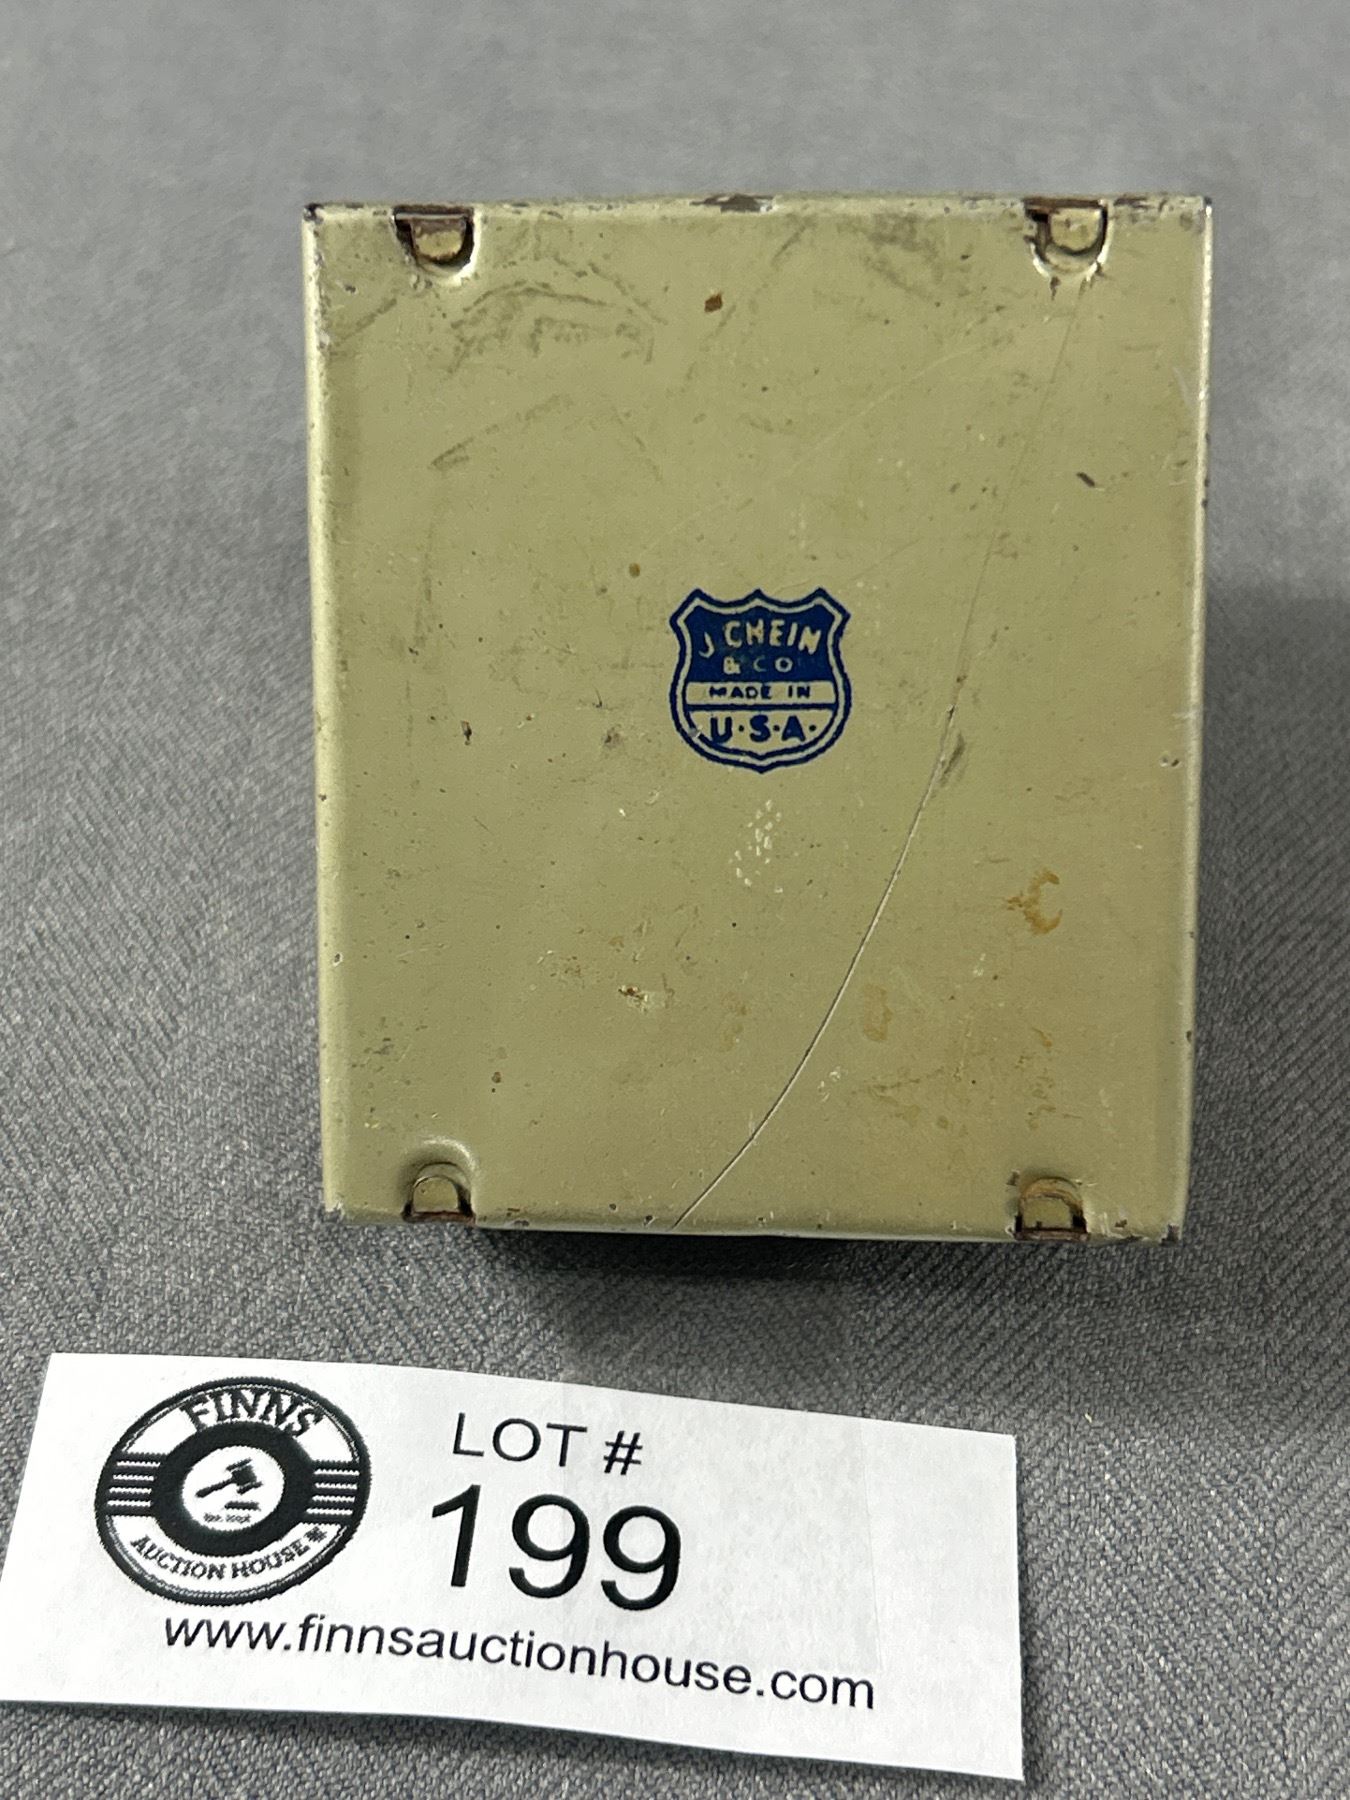 J. CHEIN
& CO
MADE IN
U·S·A·
FINNS
AUCTION HOUSE
LOT #
199
www.finnsauctionhouse.com